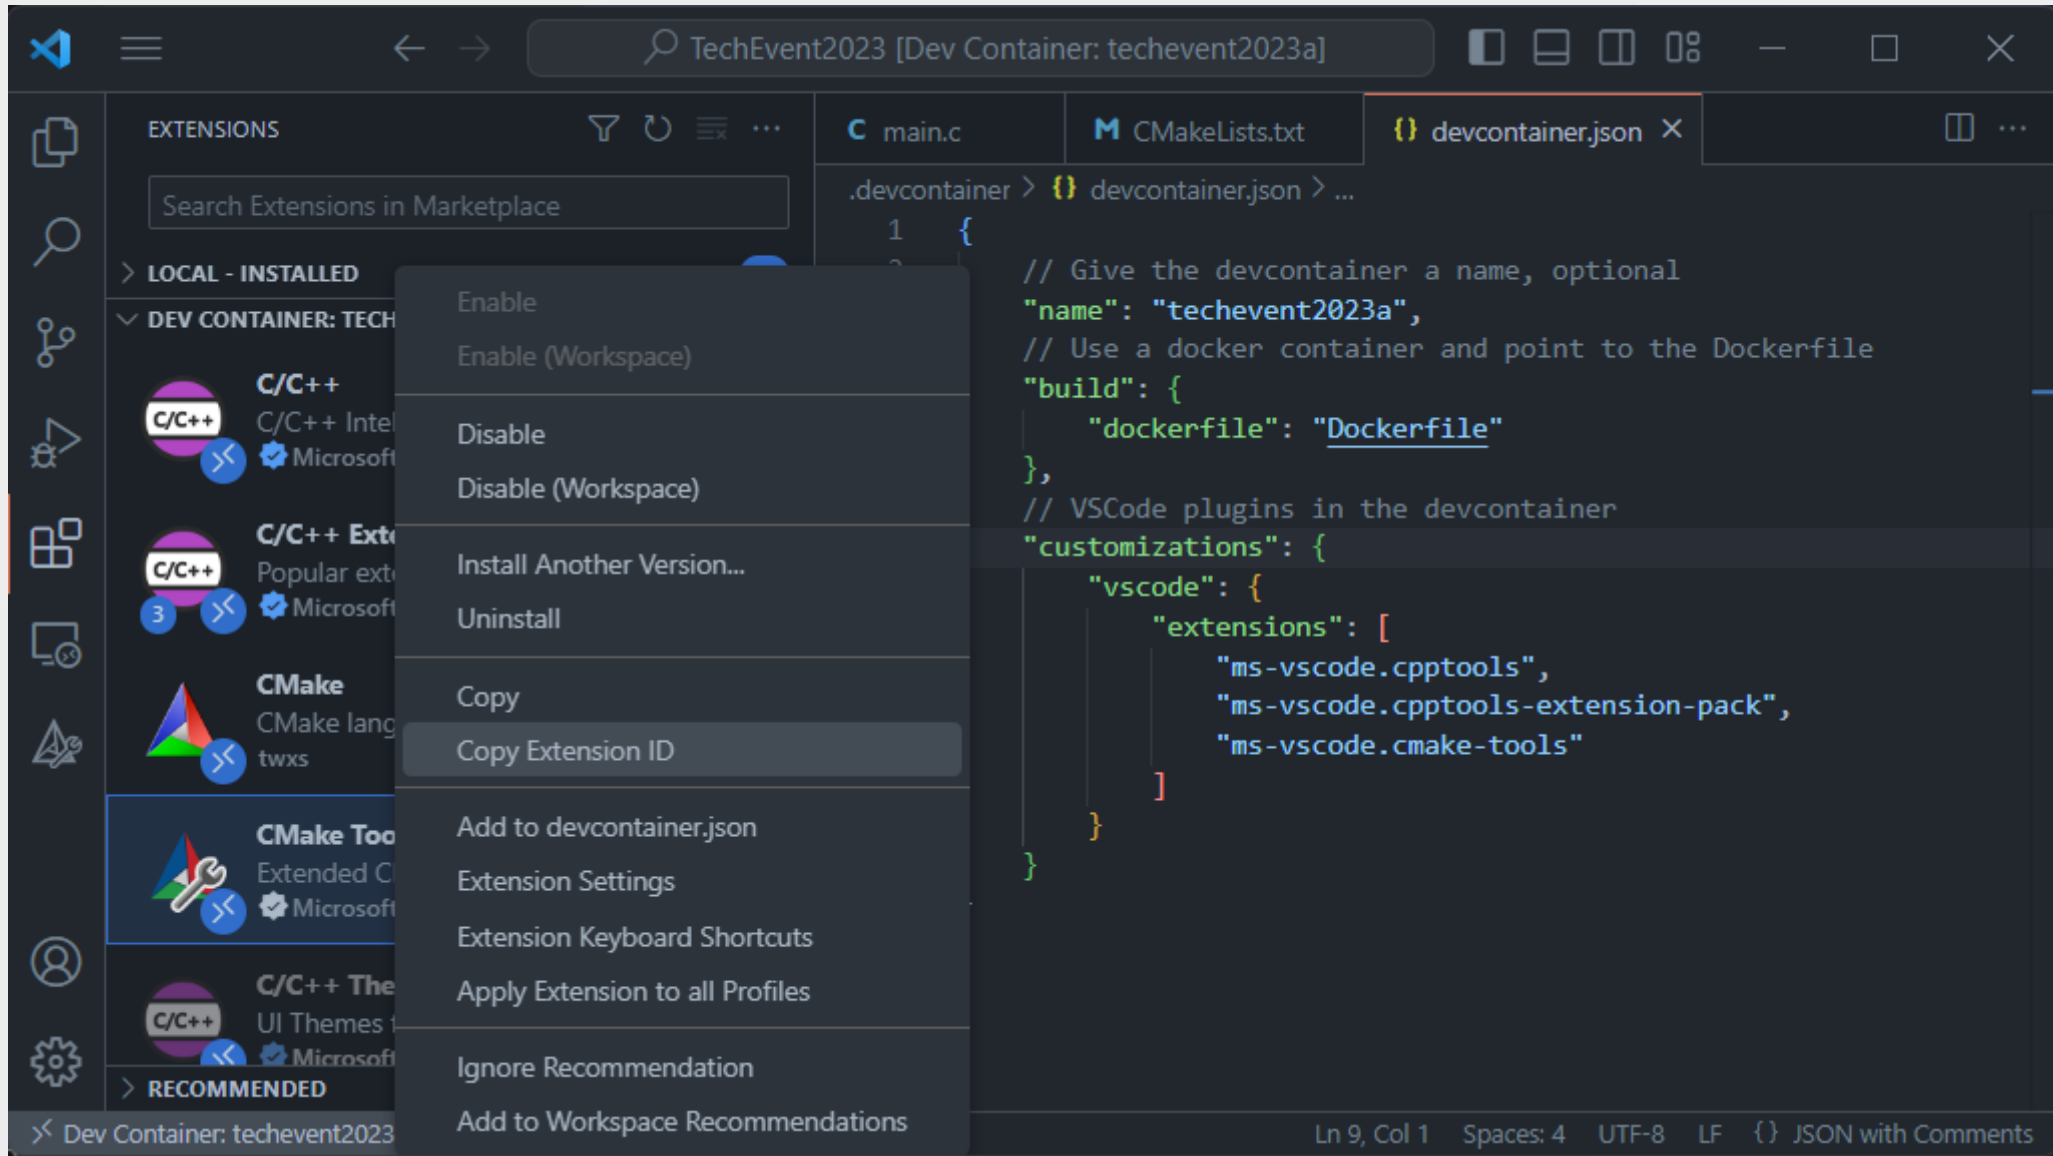 TechEvent2023 [Dev Container: techevent2023a]
EXTENSIONS
Search Extensions in Marketplace
LOCAL - INSTALLED
DEV CONTAINER: TECH
C/C++
C/C++
C/C++ Intel
Microsoft
C/C++
3
C/C++ Exte
Popular ext
Microsoft
CMake
CMake lang
twxs
CMake Too
Extended C
Microsoft
C/C++
C/C++ The
UI Themes
Microsoft
RECOMMENDED
Enable
Enable (Workspace)
Disable
Disable (Workspace)
Install Another Version...
Uninstall
Copy
Copy Extension ID
Add to devcontainer.json
Extension Settings
Extension Keyboard Shortcuts
Apply Extension to all Profiles
Ignore Recommendation
Add to Workspace Recommendations
C main.c
M CMakeLists.txt
{} devcontainer.json
.devcontainer > {} devcontainer.json > ...
1 {
// Give the devcontainer a name, optional
"name": "techevent2023a",
// Use a docker container and point to the Dockerfile
"build": {
"dockerfile": "Dockerfile"
},
// VSCode plugins in the devcontainer
"customizations": {
"vscode": {
"extensions": [
"ms-vscode.cpptools",
"ms-vscode.cpptools-extension-pack",
"ms-vscode.cmake-tools"
]
}
}
Dev Container: techevent2023
Ln 9, Col 1 Spaces: 4 UTF-8 LF {} JSON with Comments